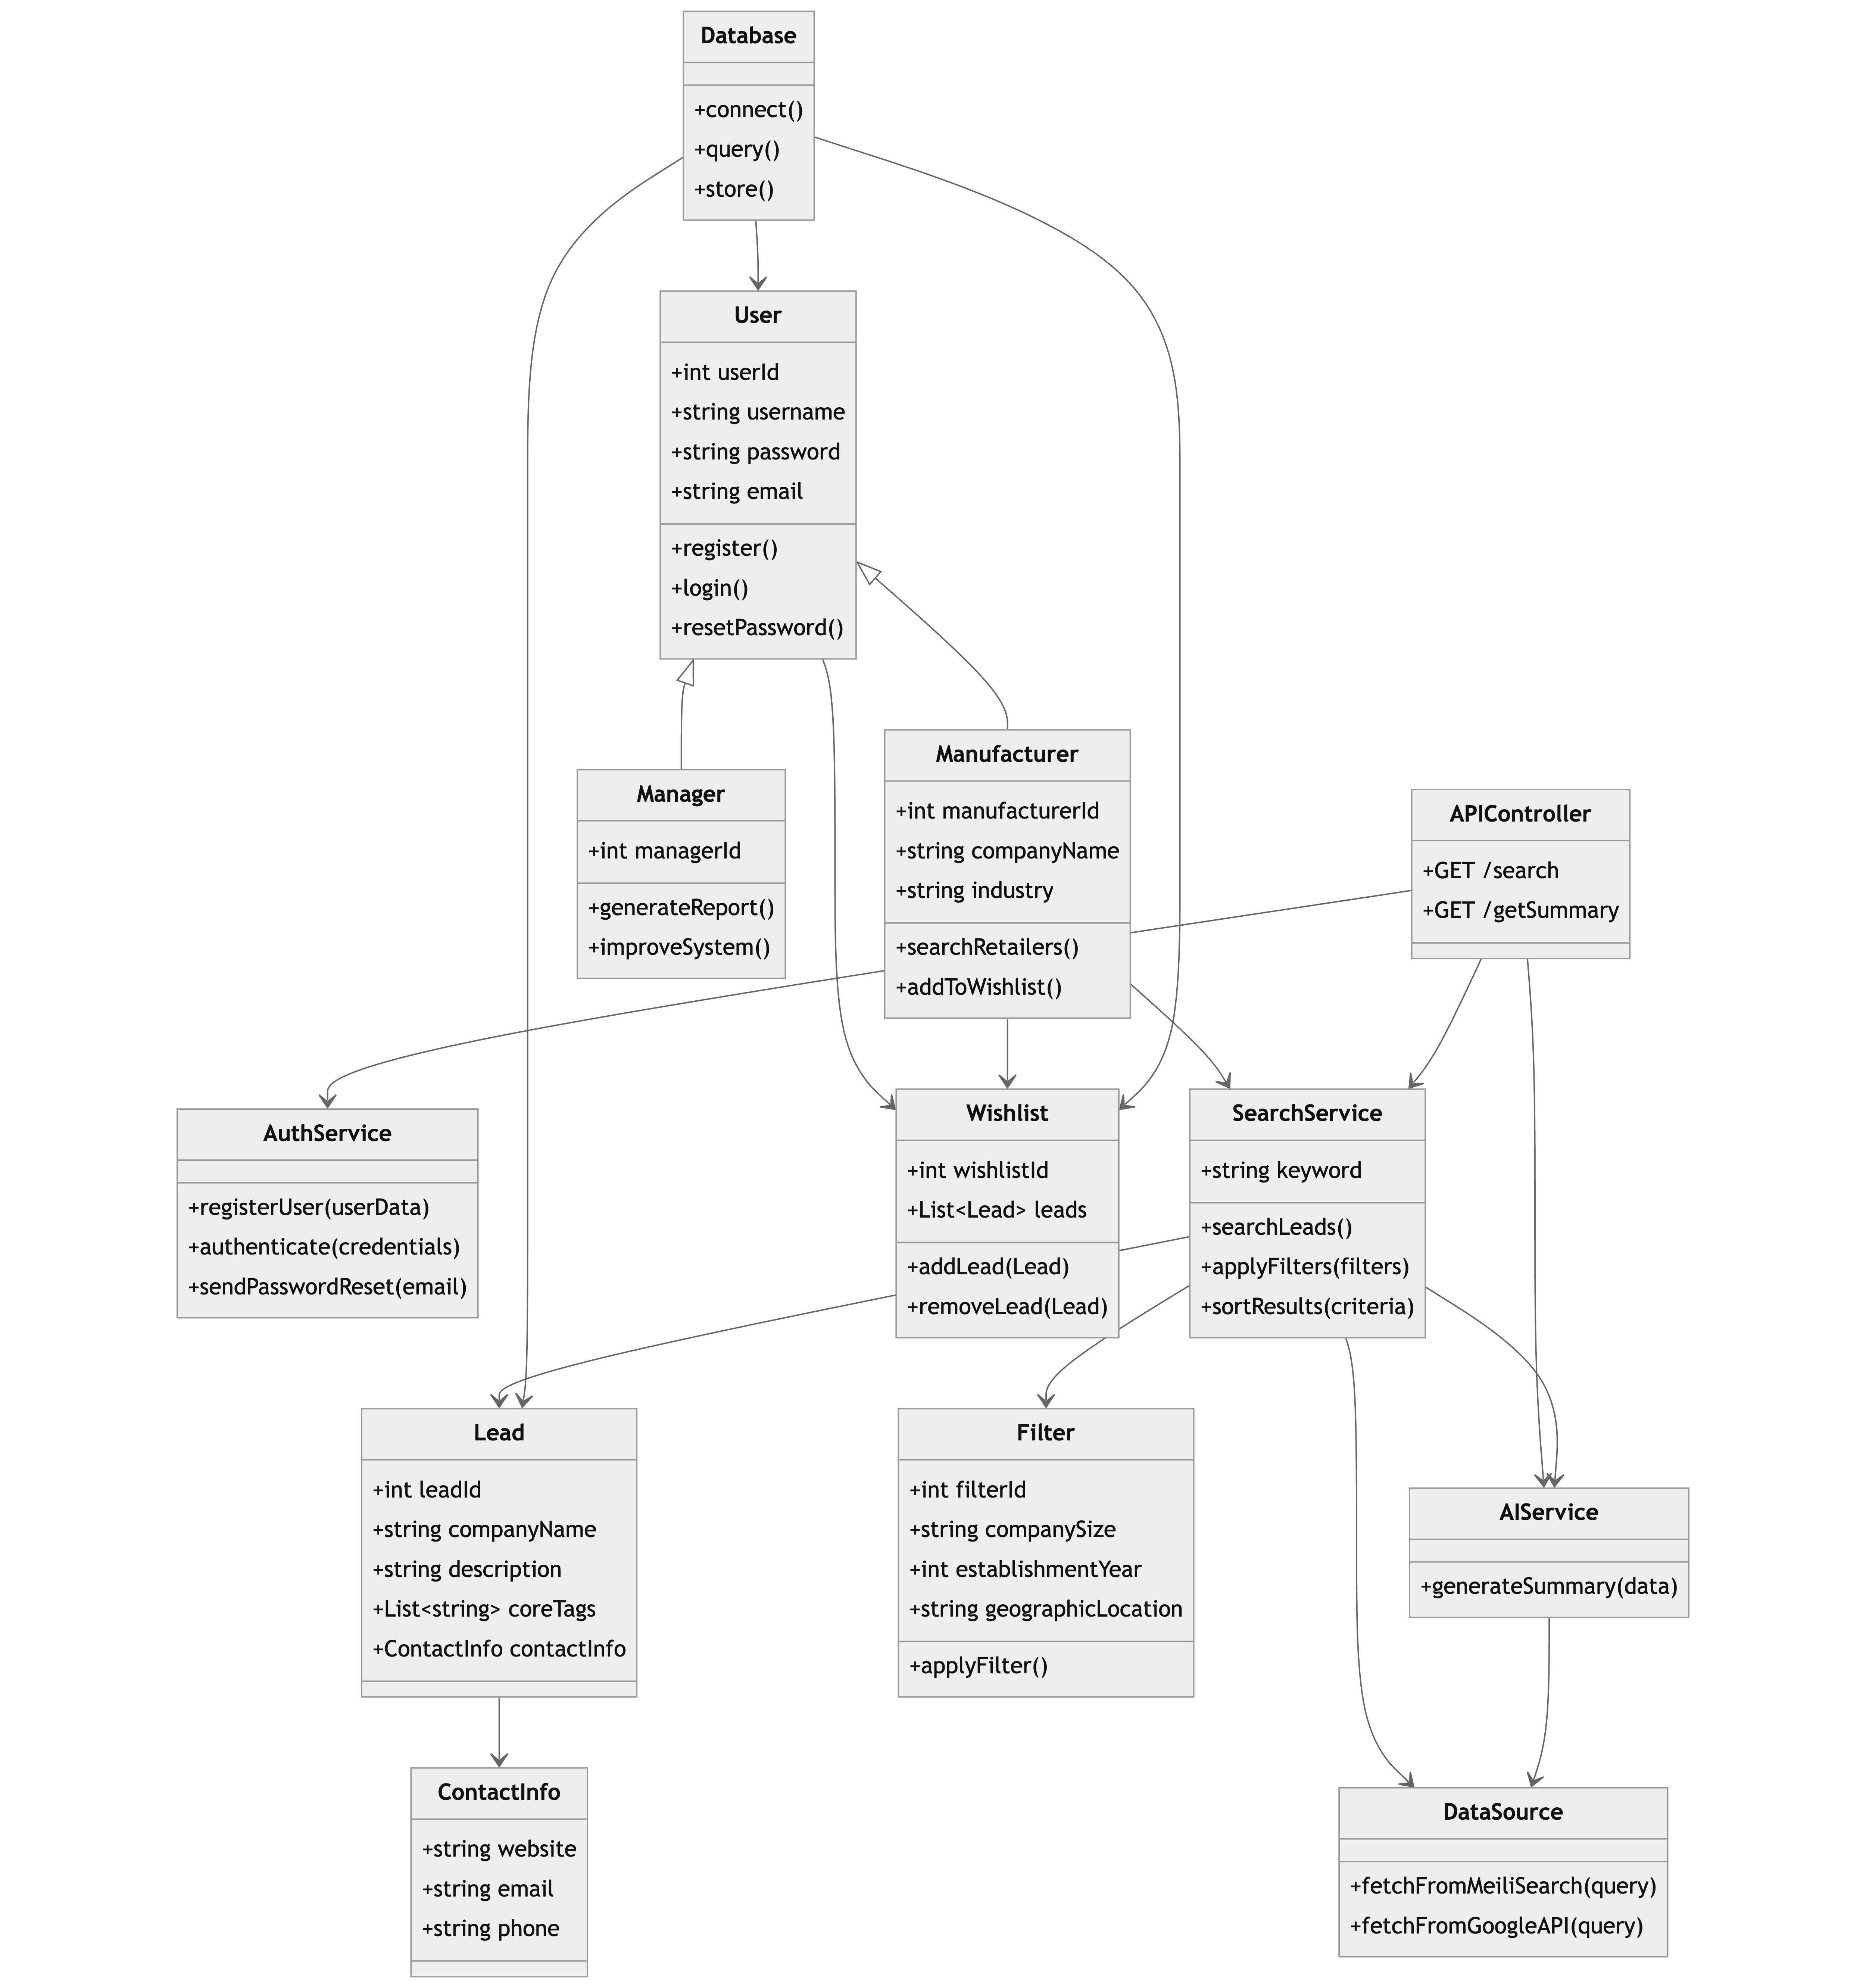 Database
+connect()
+query()
+store()
User
+int userId
+string username
+string password
+string email
+register()
+login()
+resetPassword()
Manager
+int managerId
+generateReport()
+improveSystem()
Manufacturer
+int manufacturerId
+string companyName
+string industry
+searchRetailers()
+addToWishlist()
APIController
+GET /search
+GET /getSummary
AuthService
+registerUser(userData)
+authenticate(credentials)
+sendPasswordReset(email)
Wishlist
+int wishlistId
+List<Lead> leads
+addLead(Lead)
+removeLead(Lead)
SearchService
+string keyword
+searchLeads()
+applyFilters(filters)
+sortResults(criteria)
Lead
+int leadId
+string companyName
+string description
+List<string> coreTags
+ContactInfo contactInfo
Filter
+int filterId
+string companySize
+int establishmentYear
+string geographicLocation
+applyFilter()
AIService
+generateSummary(data)
ContactInfo
+string website
+string email
+string phone
DataSource
+fetchFromMeiliSearch(query)
+fetchFromGoogleAPI(query)